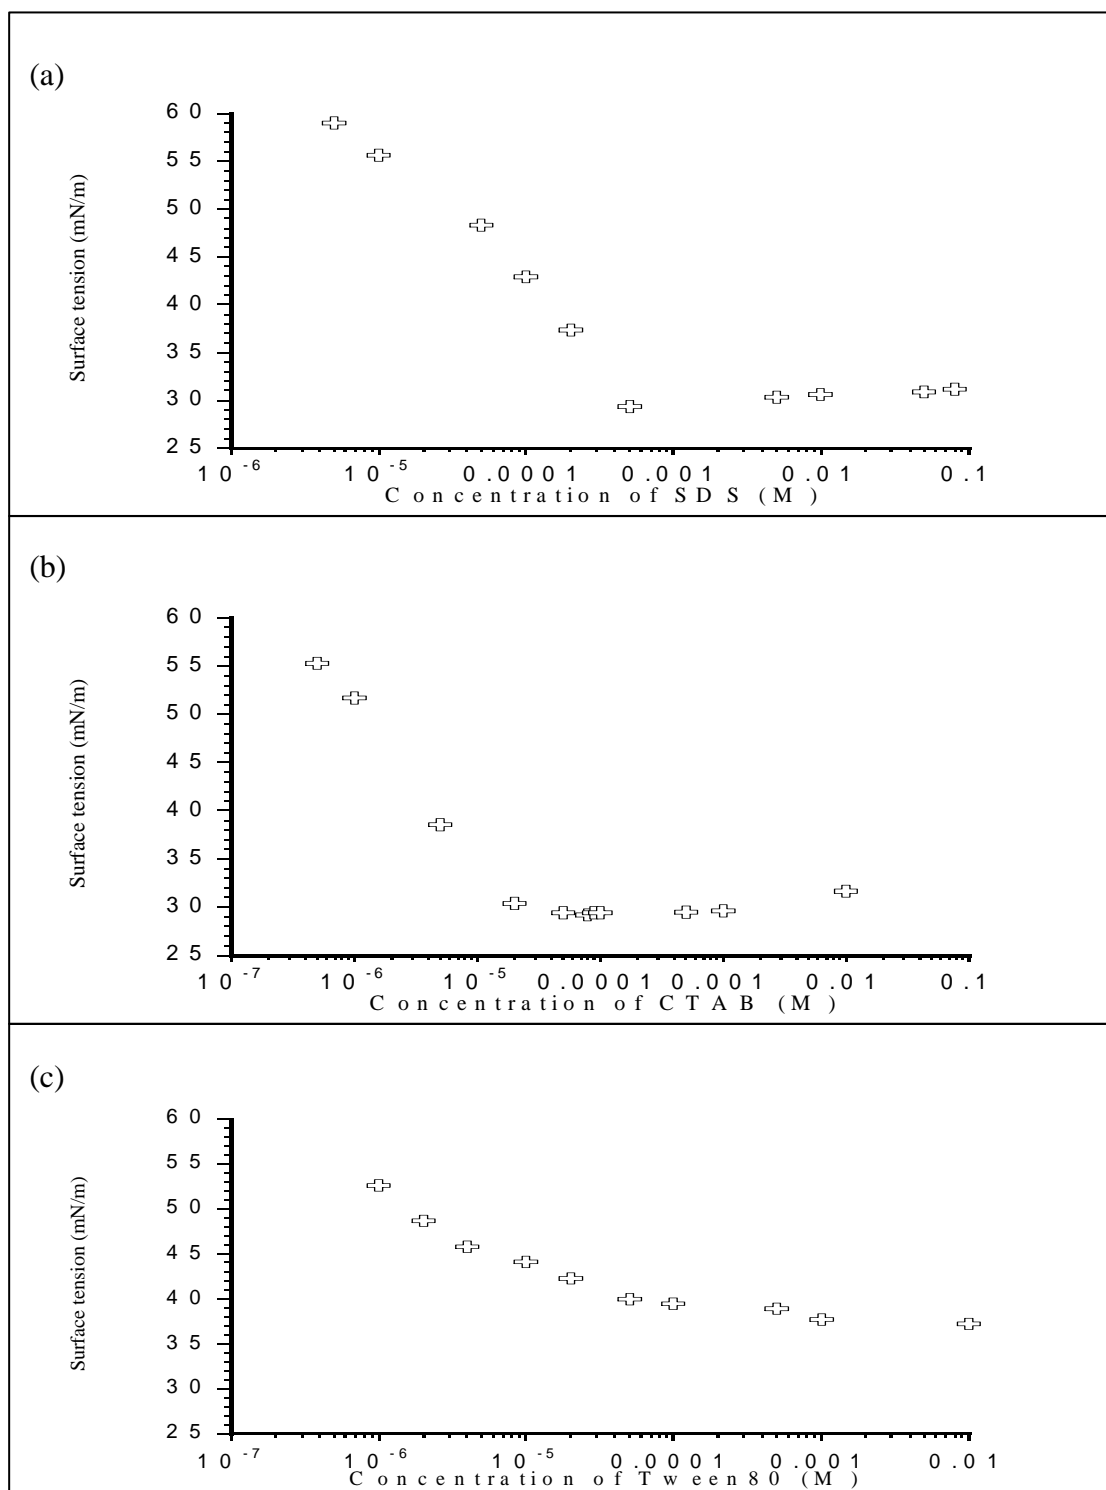 (a)
60
55
50
45
40
35
30
25
Surface tension (mN/m)
10-6 10-5 0.0001 0.001 0.01 0.1
Concentration of SDS (M)
(b)
60
55
50
45
40
35
30
25
Surface tension (mN/m)
10-7 10-6 10-5 0.0001 0.001 0.01 0.1
Concentration of CTAB (M)
(c)
60
55
50
45
40
35
30
25
Surface tension (mN/m)
10-7 10-6 10-5 0.0001 0.001 0.01
Concentration of Tween80 (M)